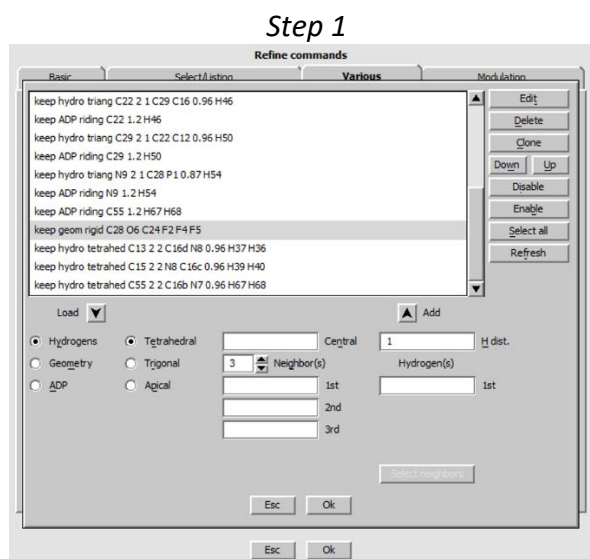 Step 1
Refine commands
Basic Select/Listing Various Modulation
keep hydro triang C22 2 1 C29 C16 0.96 H46
keep ADP riding C22 1.2 H46
keep hydro triang C29 2 1 C22 C12 0.96 H50
keep ADP riding C29 1.2 H50
keep hydro triang N9 2 1 C28 P1 0.87 H54
keep ADP riding N9 1.2 H54
keep ADP riding C55 1.2 H67 H68
keep geom rigid C28 O6 C24 F2 F4 F5
keep hydro tetrahed C13 2 2 C16d N8 0.96 H37 H36
keep hydro tetrahed C15 2 2 N8 C16c 0.96 H39 H40
keep hydro tetrahed C55 2 2 C16b N7 0.96 H67 H68
Edit
Delete
Clone
Down Up
Disable
Enable
Select all
Refresh
Load Add
Hydrogens Tetrahedral Central 1 H dist.
Geometry Trigonal 3 Neighbor(s) Hydrogen(s)
ADP Apical 1st 1st
2nd
3rd
Select neighbors
Esc Ok
Esc Ok